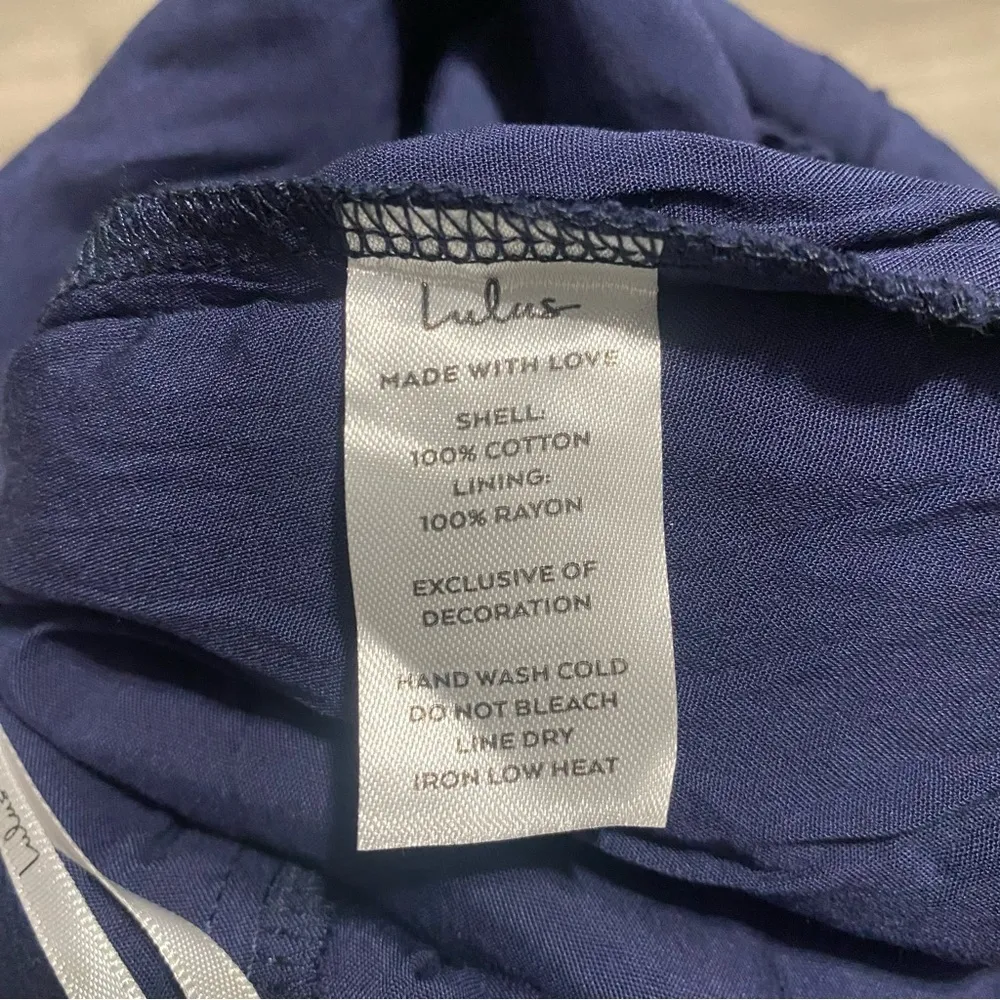 Lulus
MADE WITH LOVE
SHELL:
100% COTTON
LINING:
100% RAYON
EXCLUSIVE OF
DECORATION
HAND WASH COLD
DO NOT BLEACH
LINE DRY
IRON LOW HEAT
Lulus